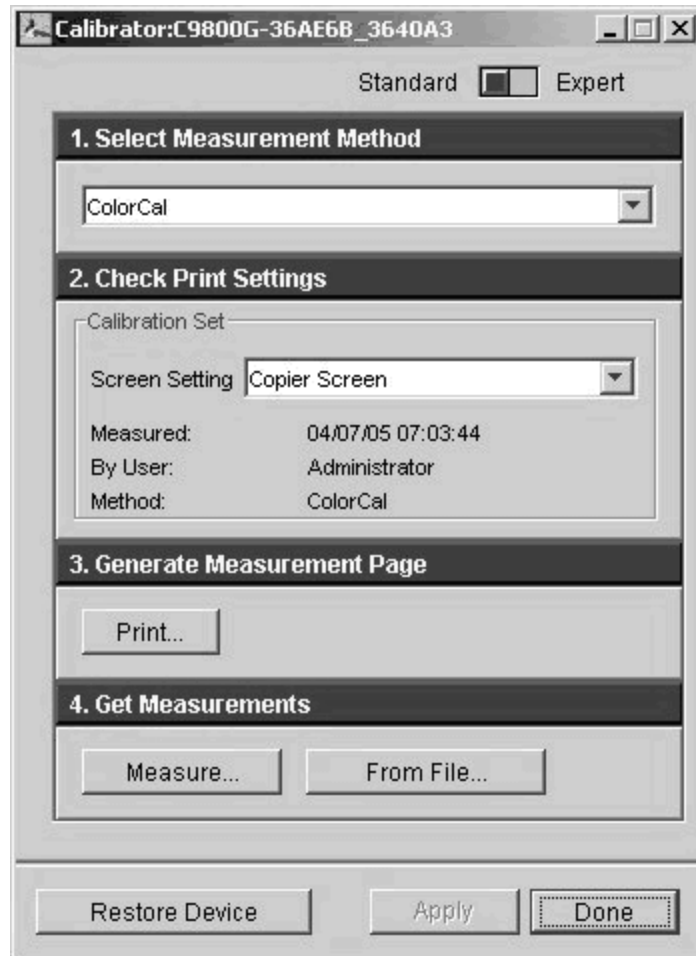 Calibrator:C9800G-36AE6B_3640A3
Standard Expert
1. Select Measurement Method
ColorCal
2. Check Print Settings
Calibration Set
Screen Setting Copier Screen
Measured: 04/07/05 07:03:44
By User: Administrator
Method: ColorCal
3. Generate Measurement Page
Print...
4. Get Measurements
Measure... From File...
Restore Device Apply Done